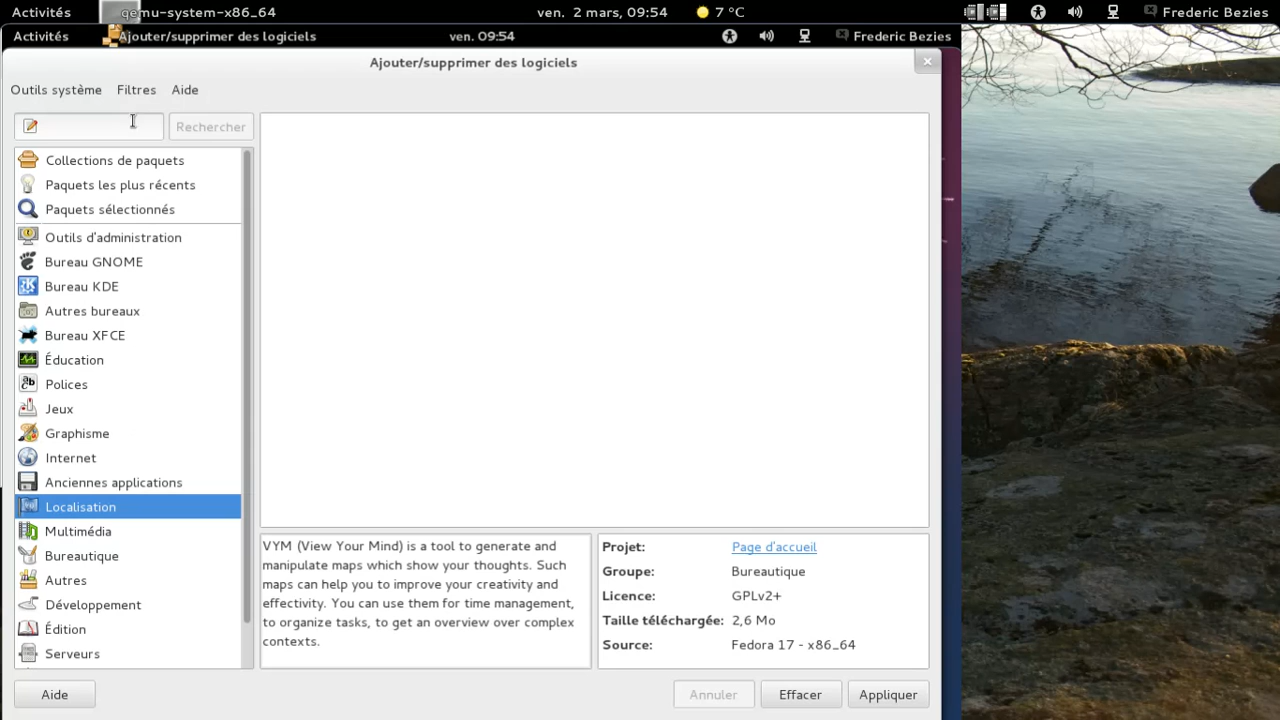 Activités qemu-system-x86_64 ven. 2 mars, 09:54 7 °C Frederic Bezies
Activités Ajouter/supprimer des logiciels ven. 09:54 Frederic Bezies
Ajouter/supprimer des logiciels
Outils système Filtres Aide
Rechercher
Collections de paquets
Paquets les plus récents
Paquets sélectionnés
Outils d'administration
Bureau GNOME
Bureau KDE
Autres bureaux
Bureau XFCE
Éducation
Polices
Jeux
Graphisme
Internet
Anciennes applications
Localisation
Multimédia
Bureautique
Autres
Développement
Édition
Serveurs
VYM (View Your Mind) is a tool to generate and
manipulate maps which show your thoughts. Such
maps can help you to improve your creativity and
effectivity. You can use them for time management,
to organize tasks, to get an overview over complex
contexts.
Projet: Page d'accueil
Groupe: Bureautique
Licence: GPLv2+
Taille téléchargée: 2,6 Mo
Source: Fedora 17 - x86_64
Aide Annuler Effacer Appliquer